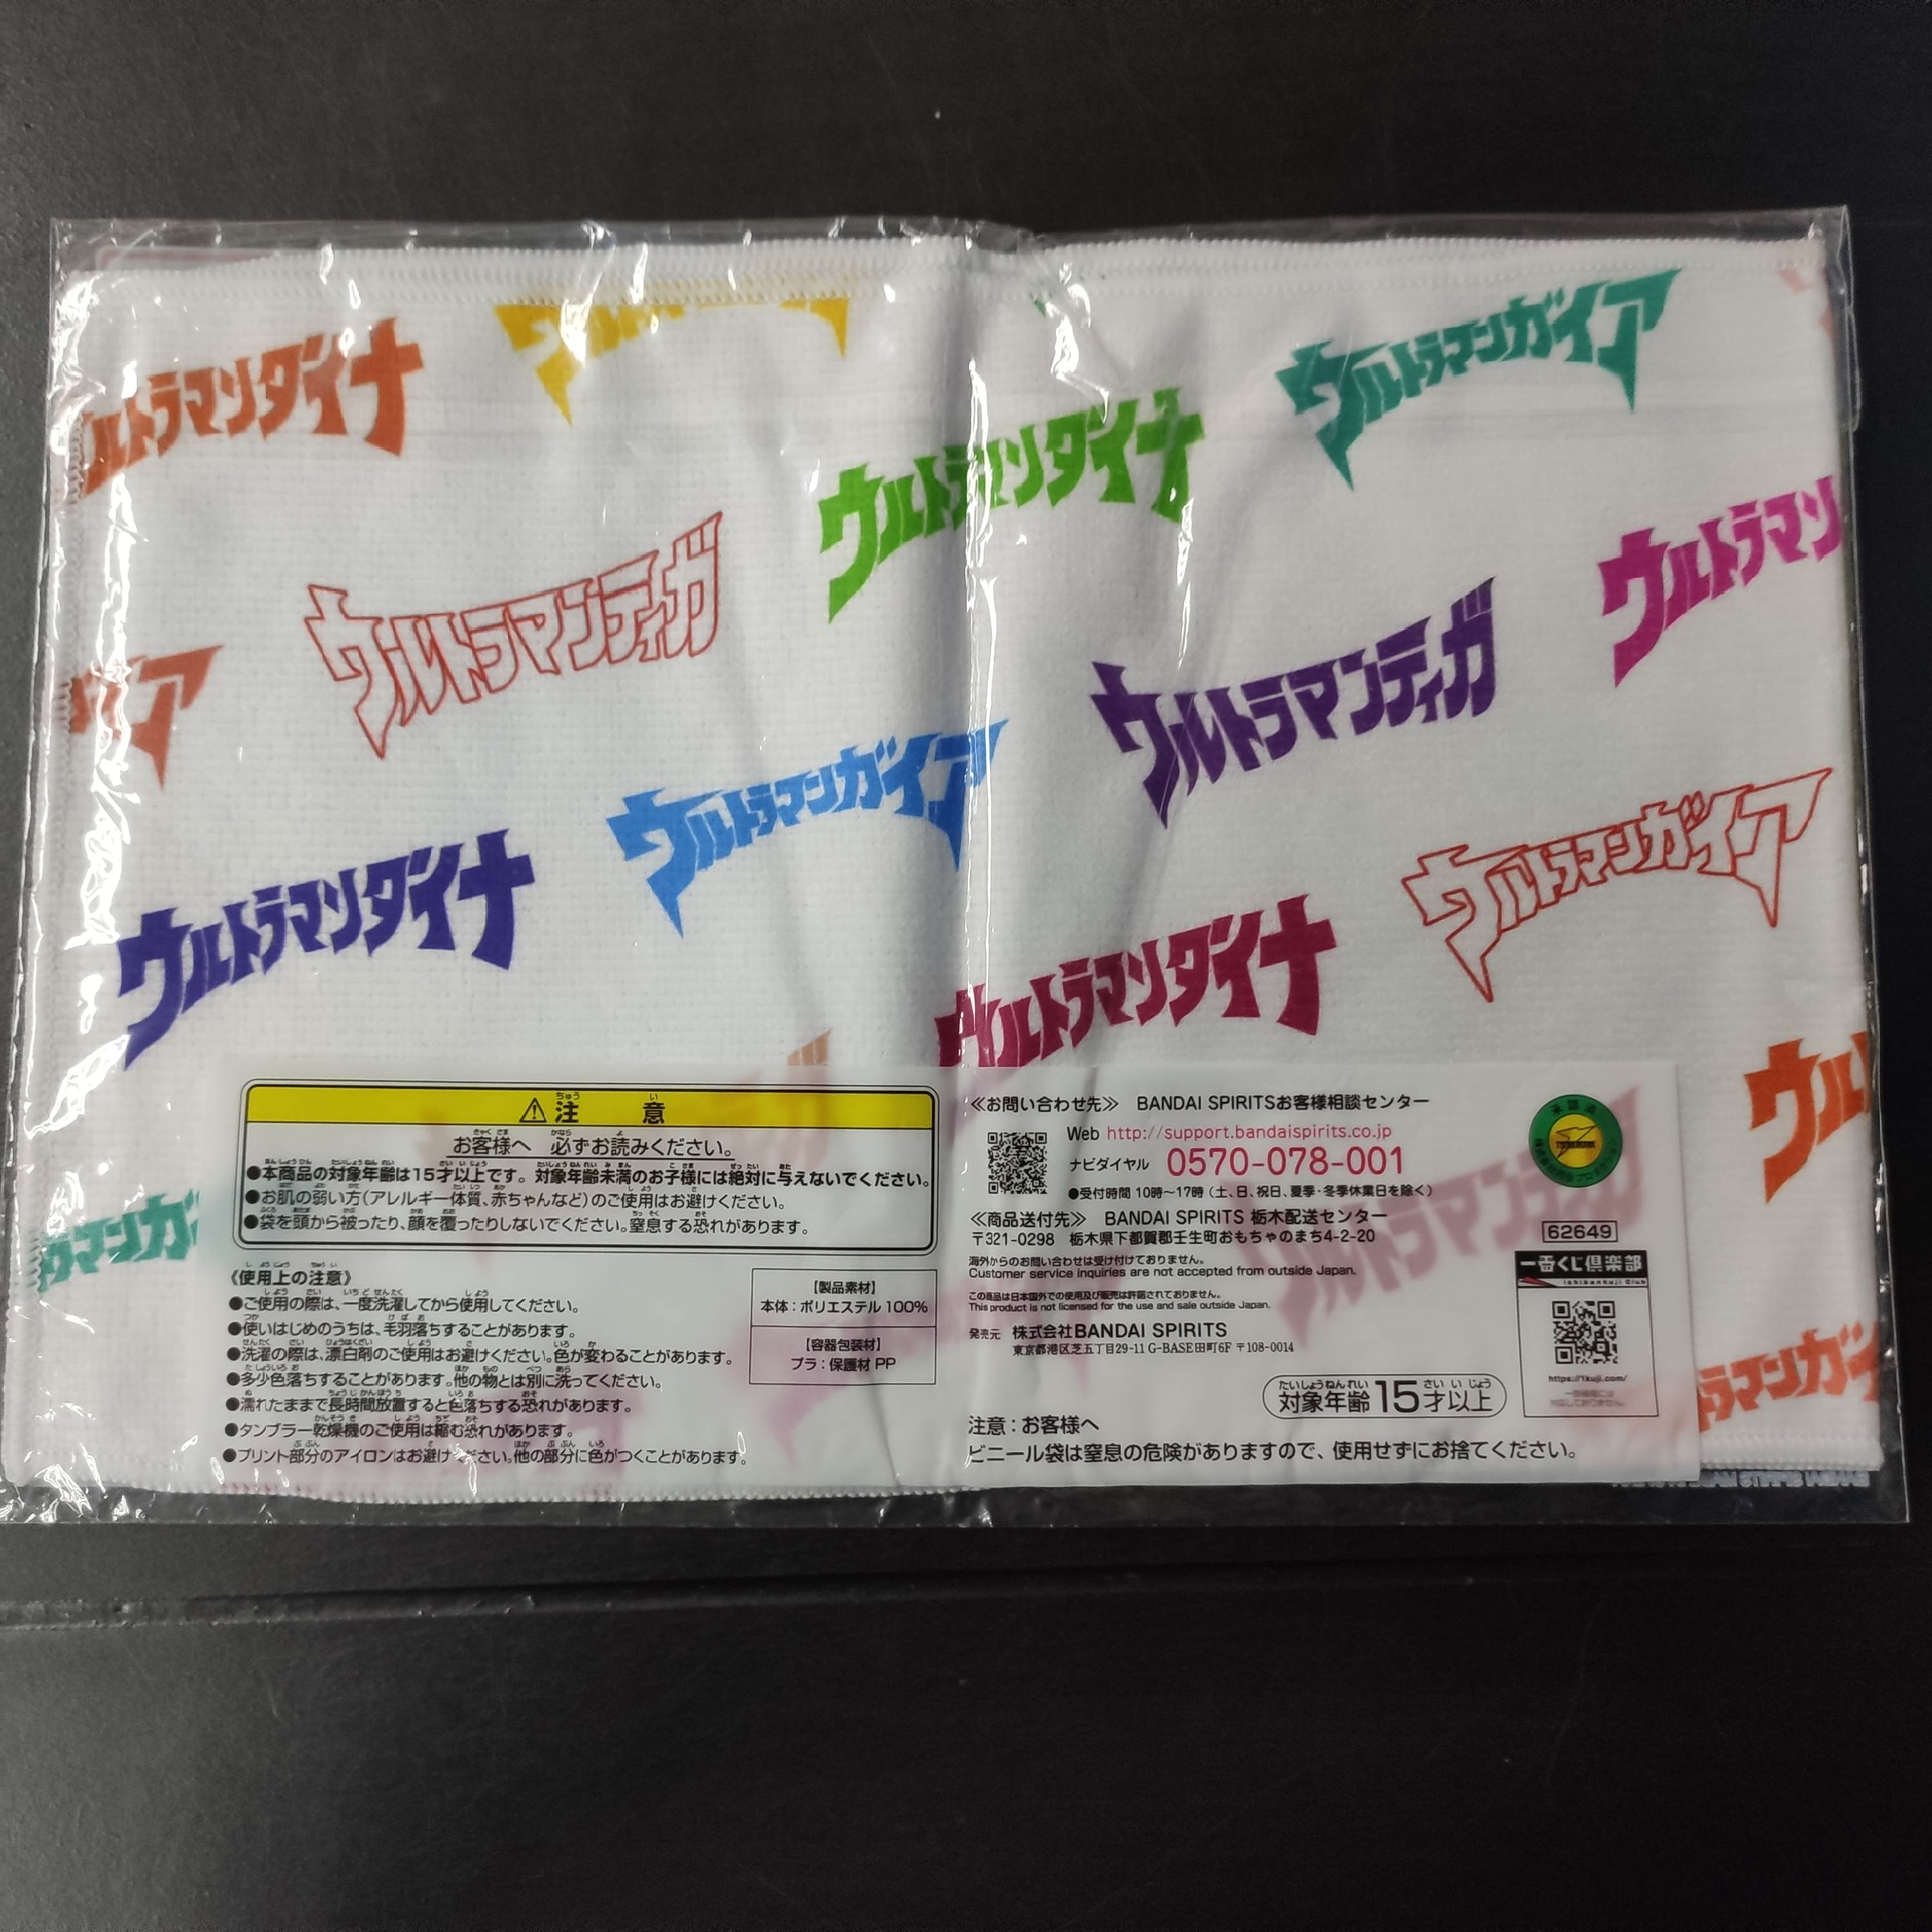 ウルトラマンダイナ
ウルトラマンガイア
ウルトラマンダイナ
ウルトラマン
ウルトラマンティガ
ウルトラマンティガ
ウルトラマンガイア
ウルトラマンガイア
ウルトラマンダイナ
ウルトラマンダイナ
ウル
ラマンガ
トラマンガイ
⚠注意
お客様へ 必ずお読みください。
●本商品の対象年齢は15才以上です。対象年齢未満のお子様には絶対に与えないでください。
●お肌の弱い方(アレルギー体質、赤ちゃんなど)のご使用はお避けください。
●袋を頭から被ったり、顔を覆ったりしないでください。窒息する恐れがあります。
《使用上の注意》
●ご使用の際は、一度洗濯してから使用してください。
●使いはじめのうちは、毛羽落ちすることがあります。
●洗濯の際は、漂白剤のご使用はお避けください。色が変わることがあります。
●多少色落ちすることがあります。他の物とは別に洗ってください。
●濡れたままで長時間放置すると色落ちする恐れがあります。
●タンブラー乾燥機のご使用は縮む恐れがあります。
●プリント部分のアイロンはお避けください。他の部分に色がつくことがあります。
【製品素材】
本体：ポリエステル 100%
【容器包装材】
プラ：保護材 PP
≪お問い合わせ先≫ BANDAI SPIRITSお客様相談センター
Web http://support.bandaispirits.co.jp
ナビダイヤル 0570-078-001
●受付時間 10時～17時（土、日、祝日、夏季・冬季休業日を除く）
≪商品送付先≫ BANDAI SPIRITS 栃木配送センター
〒321-0298 栃木県下都賀郡壬生町おもちゃのまち4-2-20
海外からのお問い合わせは受け付けておりません。
Customer service inquiries are not accepted from outside Japan.
この商品は日本国外での使用及び販売は許諾されておりません。
This product is not licensed for the use and sale outside Japan.
発売元 株式会社BANDAI SPIRITS
東京都港区芝五丁目29-11 G-BASE田町6F 〒108-0014
対象年齢15才以上
注意：お客様へ
ビニール袋は窒息の危険がありますので、使用せずにお捨てください。
62649
一番くじ倶楽部
Ichibankuji Club
https://1kuji.com/